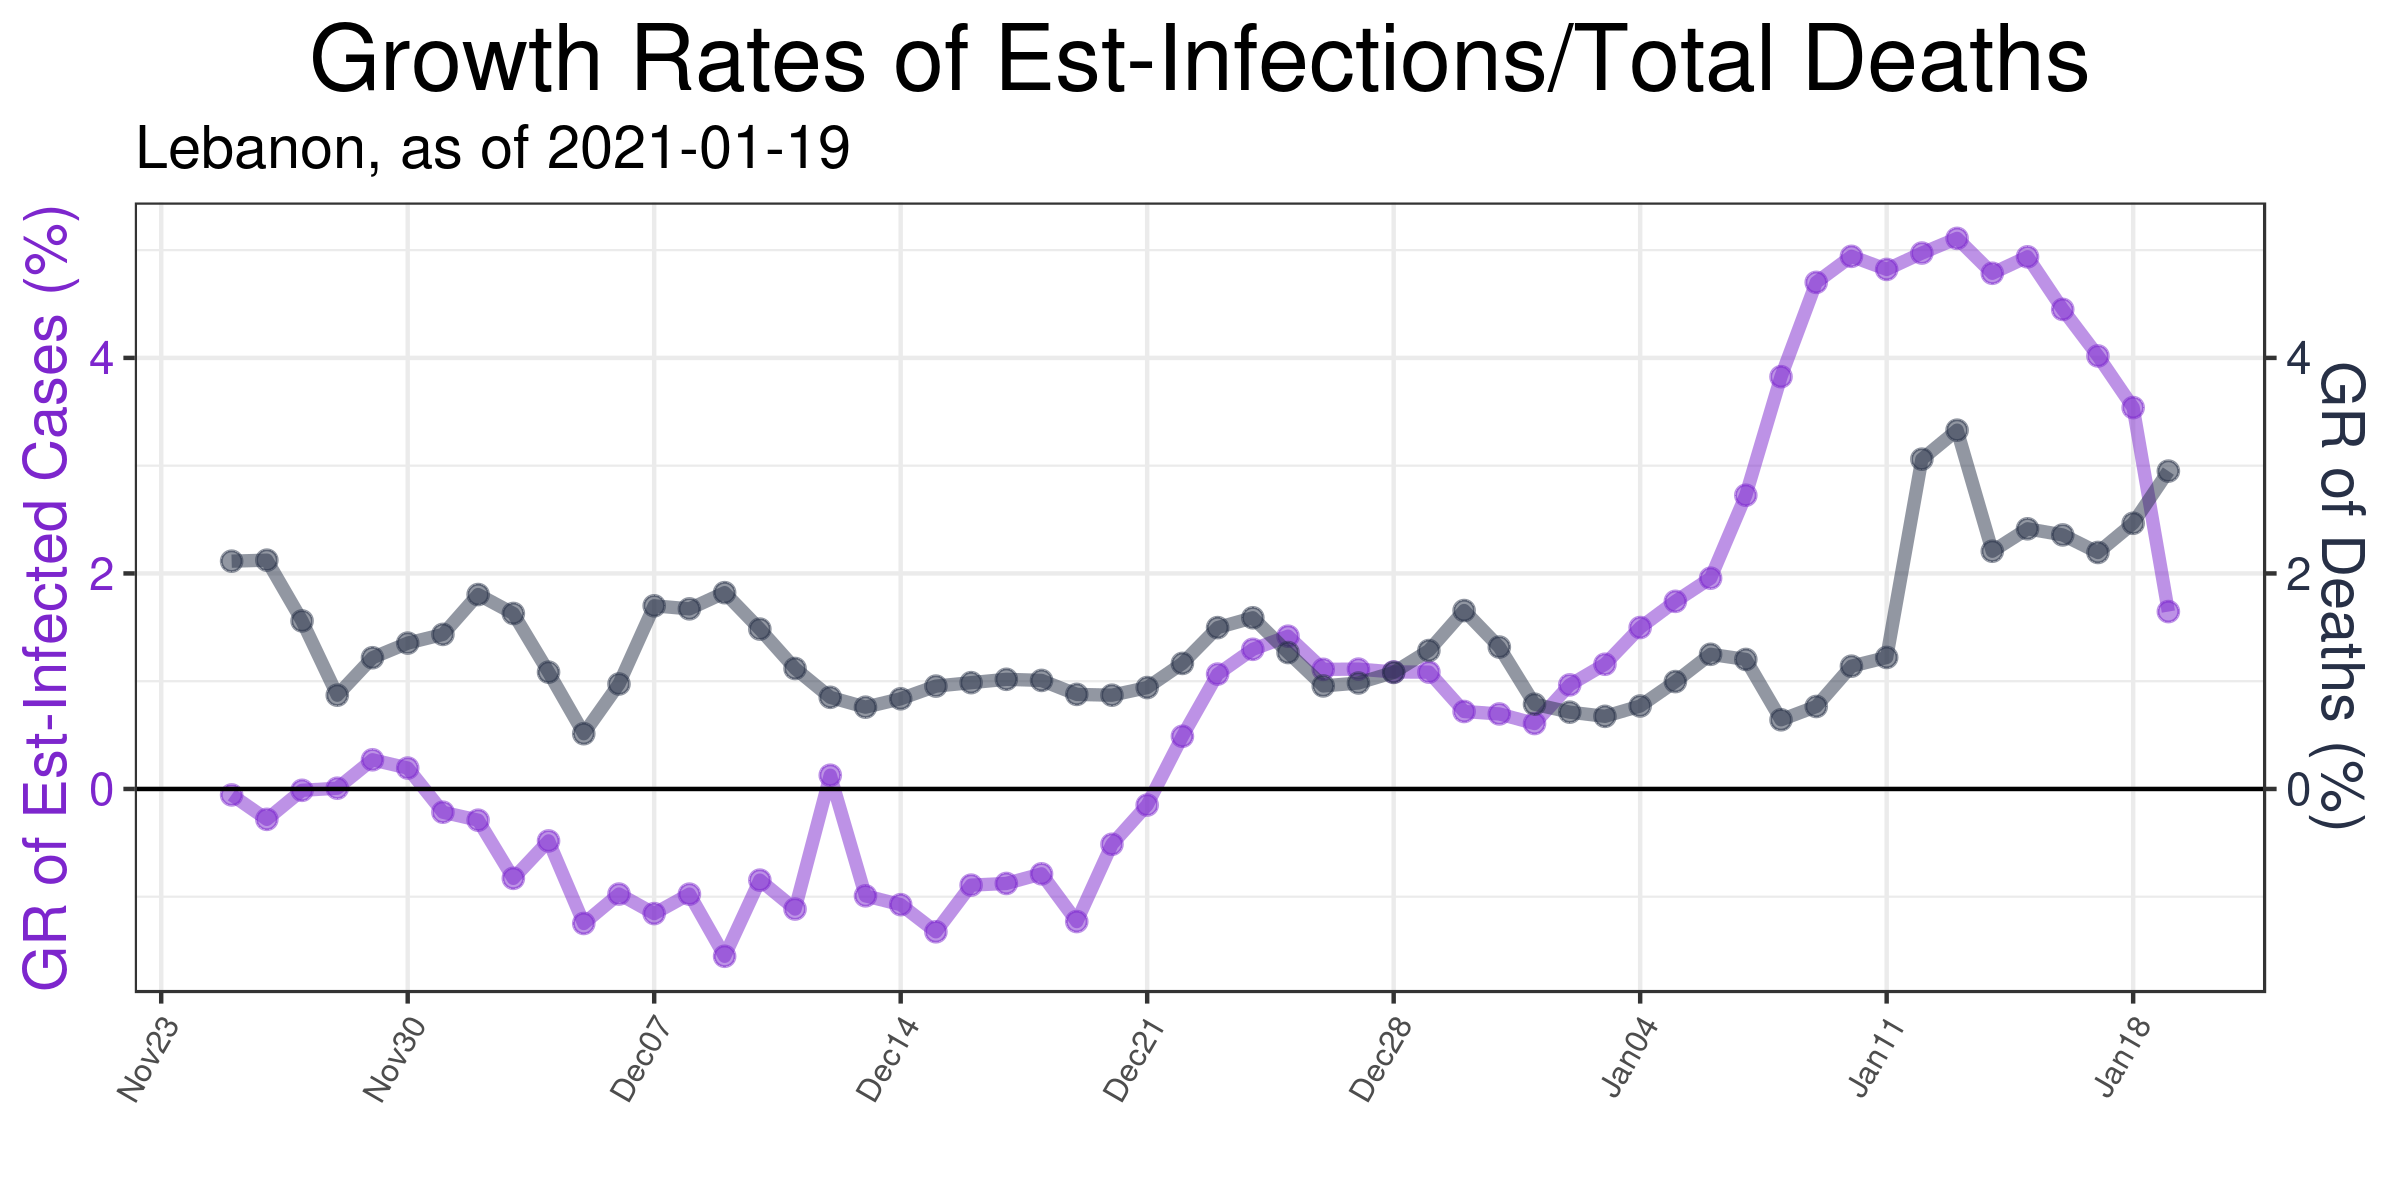 Growth Rates of Est-Infections/Total Deaths
Lebanon, as of 2021-01-19
GR of Est-Infected Cases (%)
4
2
0
4
2
0
GR of Deaths (%)
Nov23
Nov30
Dec07
Dec14
Dec21
Dec28
Jan04
Jan11
Jan18